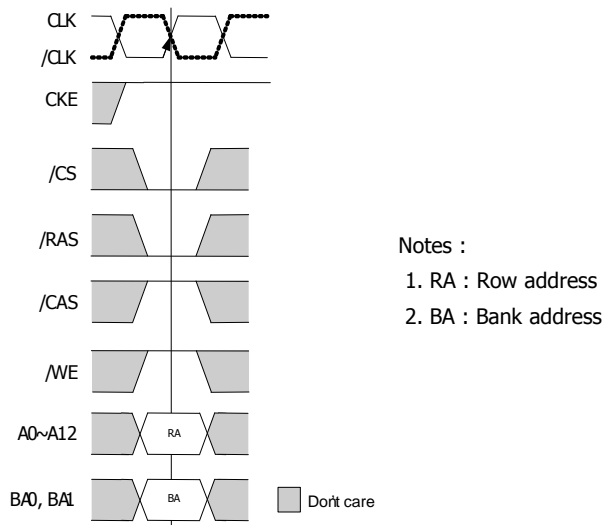 CLK
/CLK
CKE
/CS
/RAS
/CAS
/WE
A0~A12
RA
BA0, BA1
BA
Don't care
Notes :
1. RA : Row address
2. BA : Bank address